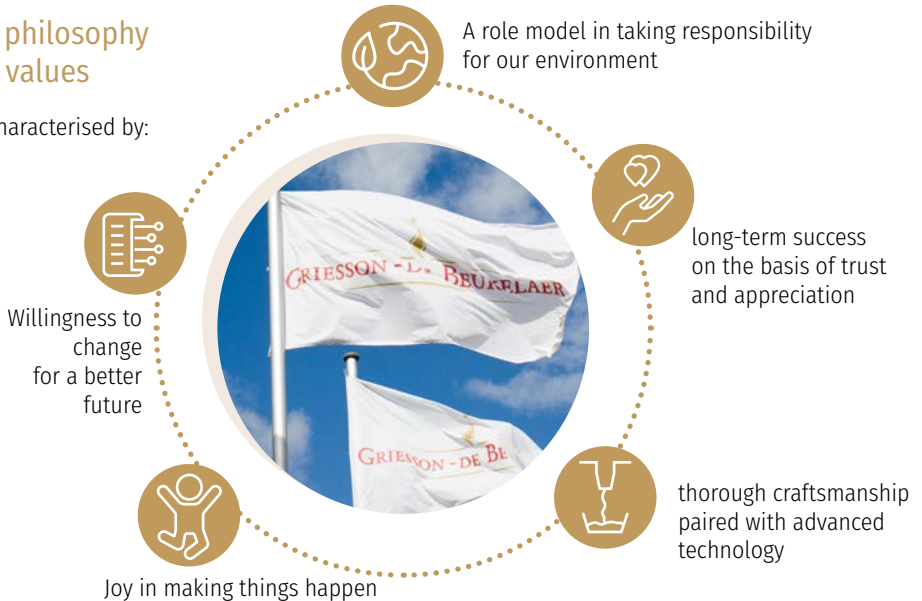 philosophy
values
haracterised by:
A role model in taking responsibility
for our environment
long-term success
on the basis of trust
and appreciation
thorough craftsmanship
paired with advanced
technology
Joy in making things happen
Willingness to
change
for a better
future
GRIESSON - DE BEUKELAER
GRIESSON - DE BE